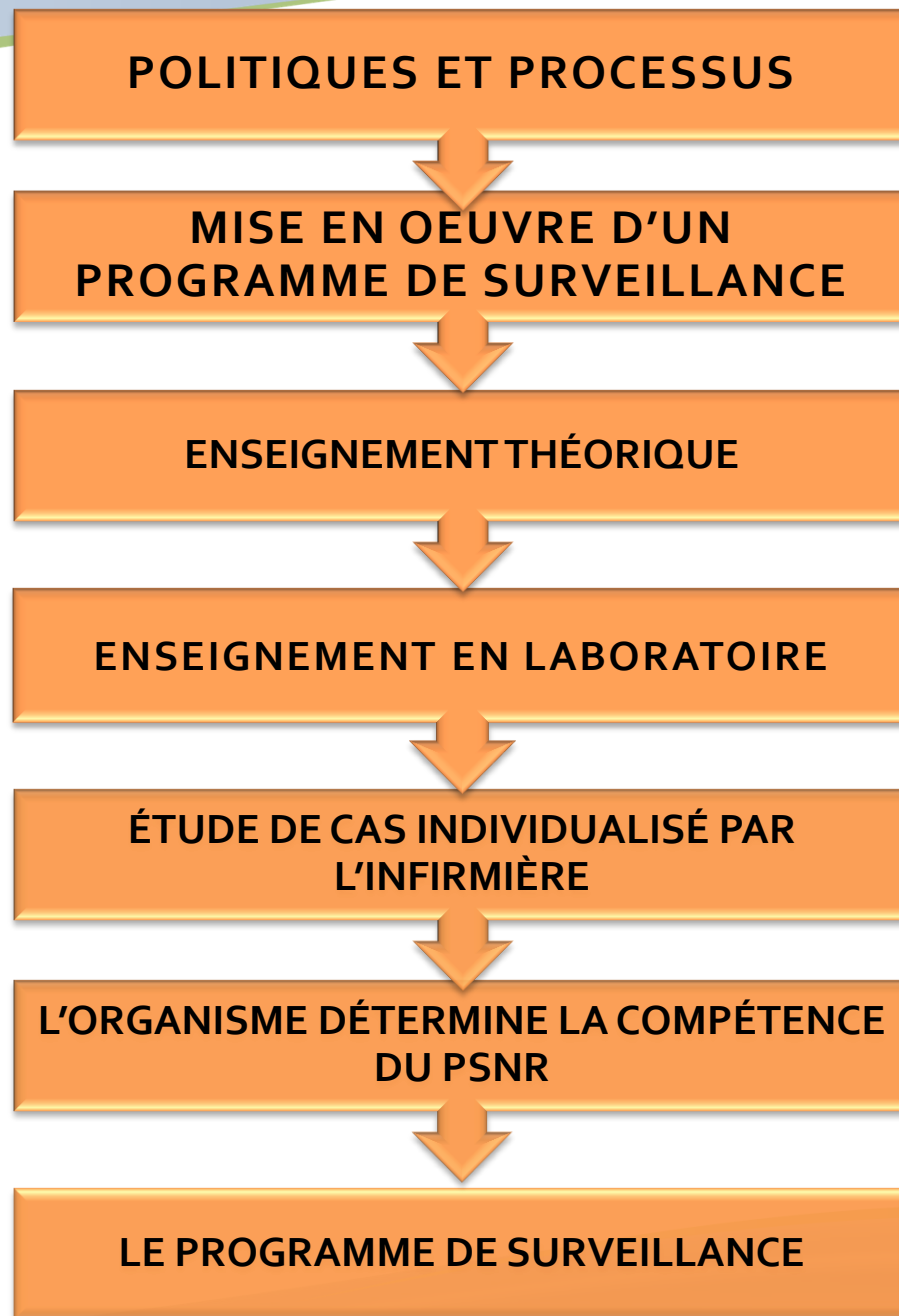 POLITIQUES ET PROCESSUS
MISE EN OEUVRE D’UN
PROGRAMME DE SURVEILLANCE
ENSEIGNEMENT THÉORIQUE
ENSEIGNEMENT EN LABORATOIRE
ÉTUDE DE CAS INDIVIDUALISÉ PAR
L’INFIRMIÈRE
L’ORGANISME DÉTERMINE LA COMPÉTENCE
DU PSNR
LE PROGRAMME DE SURVEILLANCE